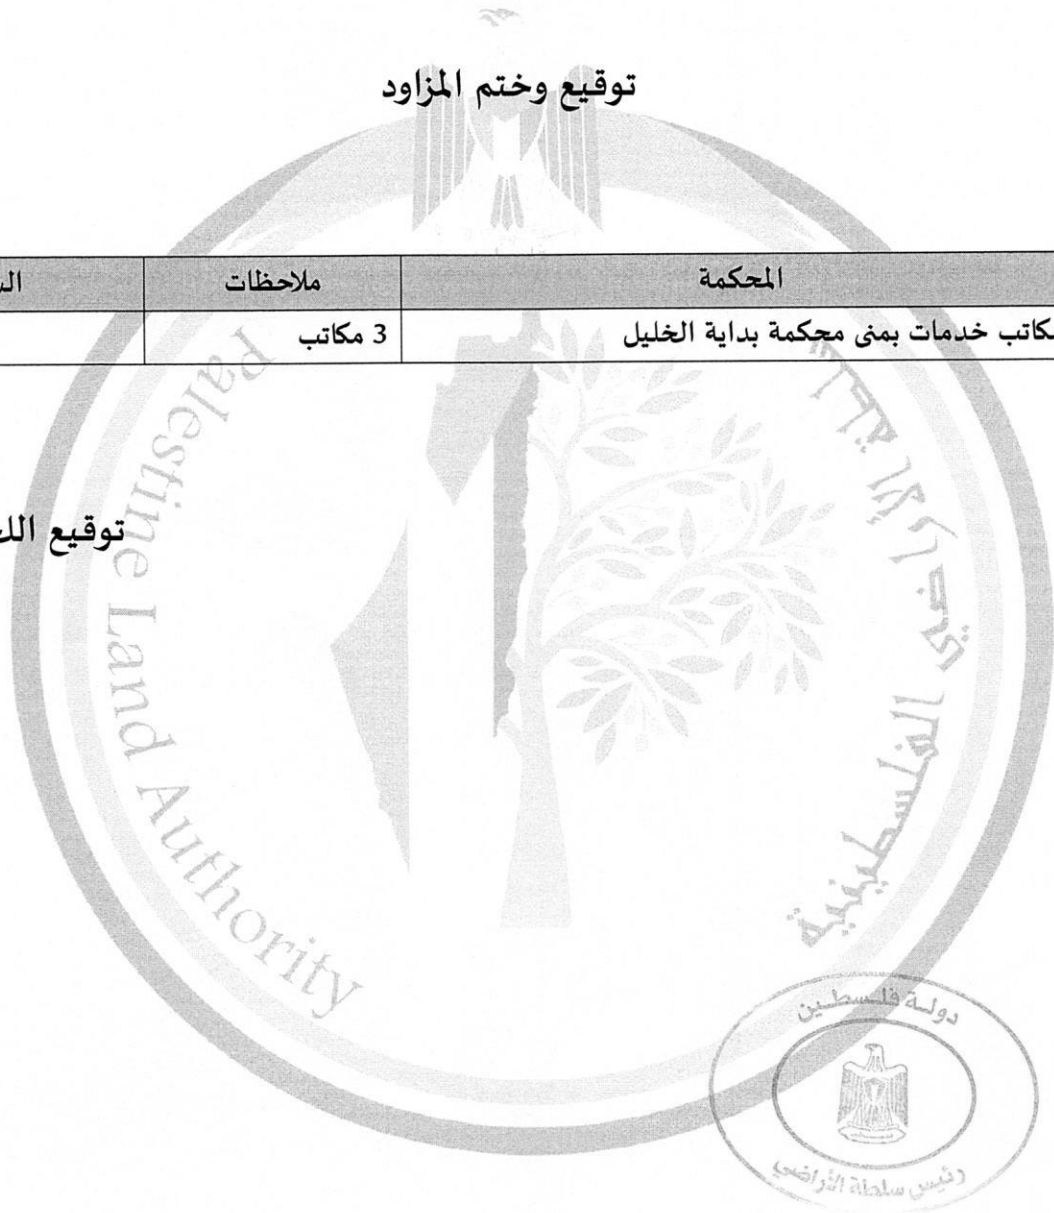 توقيع وختم المزاود
المحكمة ملاحظات
كاتب خدمات بمنى محكمة بداية الخليل 3 مكاتب
توقيع
Palestine Land Authority
الفلسطينية
دولة فلسطين
رئيس سلطة الأراضي